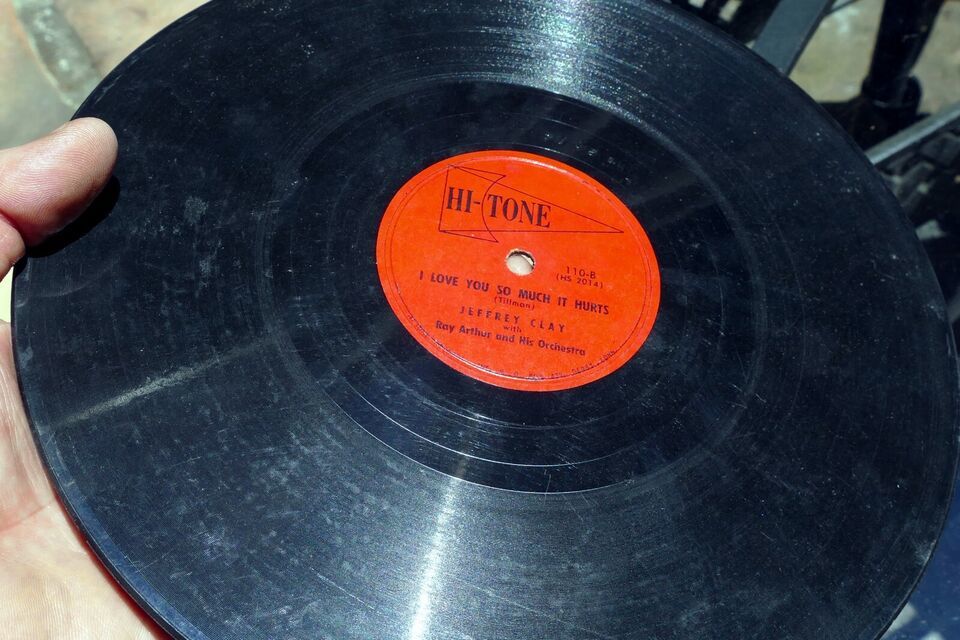 HI-TONE
110-B
(HS 2014)
I LOVE YOU SO MUCH IT HURTS
(Tillman)
JEFFREY CLAY
with
Ray Arthur and His Orchestra